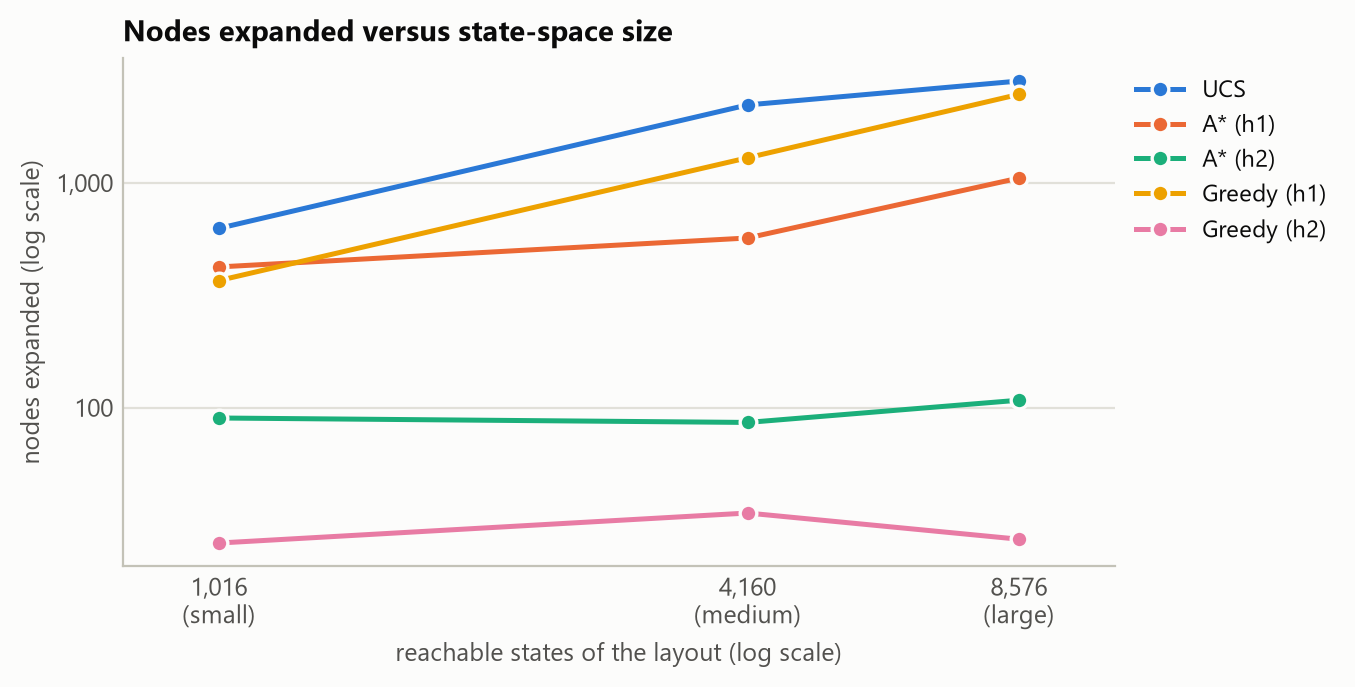 Nodes expanded versus state-space size
UCS
A* (h1)
A* (h2)
Greedy (h1)
Greedy (h2)
nodes expanded (log scale)
1,000
100
1,016
(small)
4,160
(medium)
8,576
(large)
reachable states of the layout (log scale)